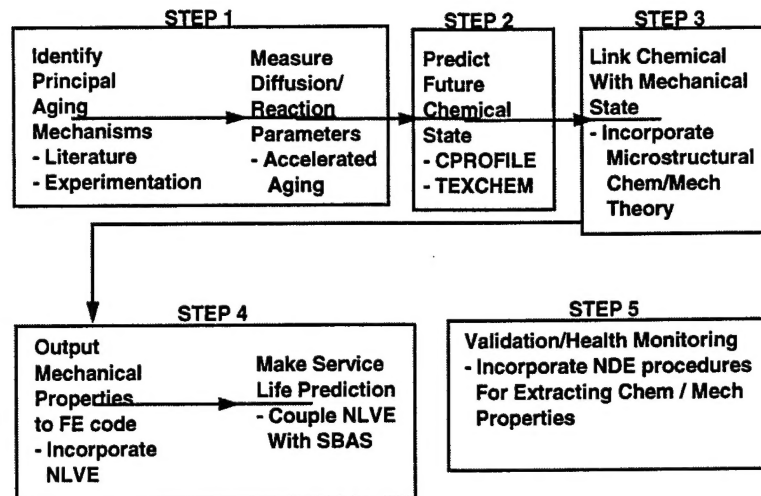 STEP 1
Identify
Principal
Aging
Mechanisms
- Literature
- Experimentation
Measure
Diffusion/
Reaction
Parameters
- Accelerated
Aging
STEP 2
Predict
Future
Chemical
State
- CPROFILE
- TEXCHEM
STEP 3
Link Chemical
With Mechanical
State
- Incorporate
Microstructural
Chem/Mech
Theory
STEP 4
Output
Mechanical
Properties
to FE code
- Incorporate
NLVE
Make Service
Life Prediction
- Couple NLVE
With SBAS
STEP 5
Validation/Health Monitoring
- Incorporate NDE procedures
For Extracting Chem / Mech
Properties